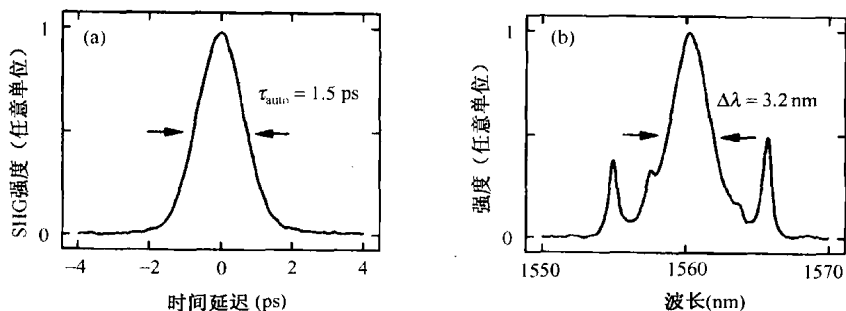 (a)
SHG强度（任意单位）
1
0
τauto = 1.5 ps
−4 −2 0 2 4
时间延迟 (ps)
(b)
强度（任意单位）
1
0
Δλ = 3.2 nm
1550 1560 1570
波长(nm)